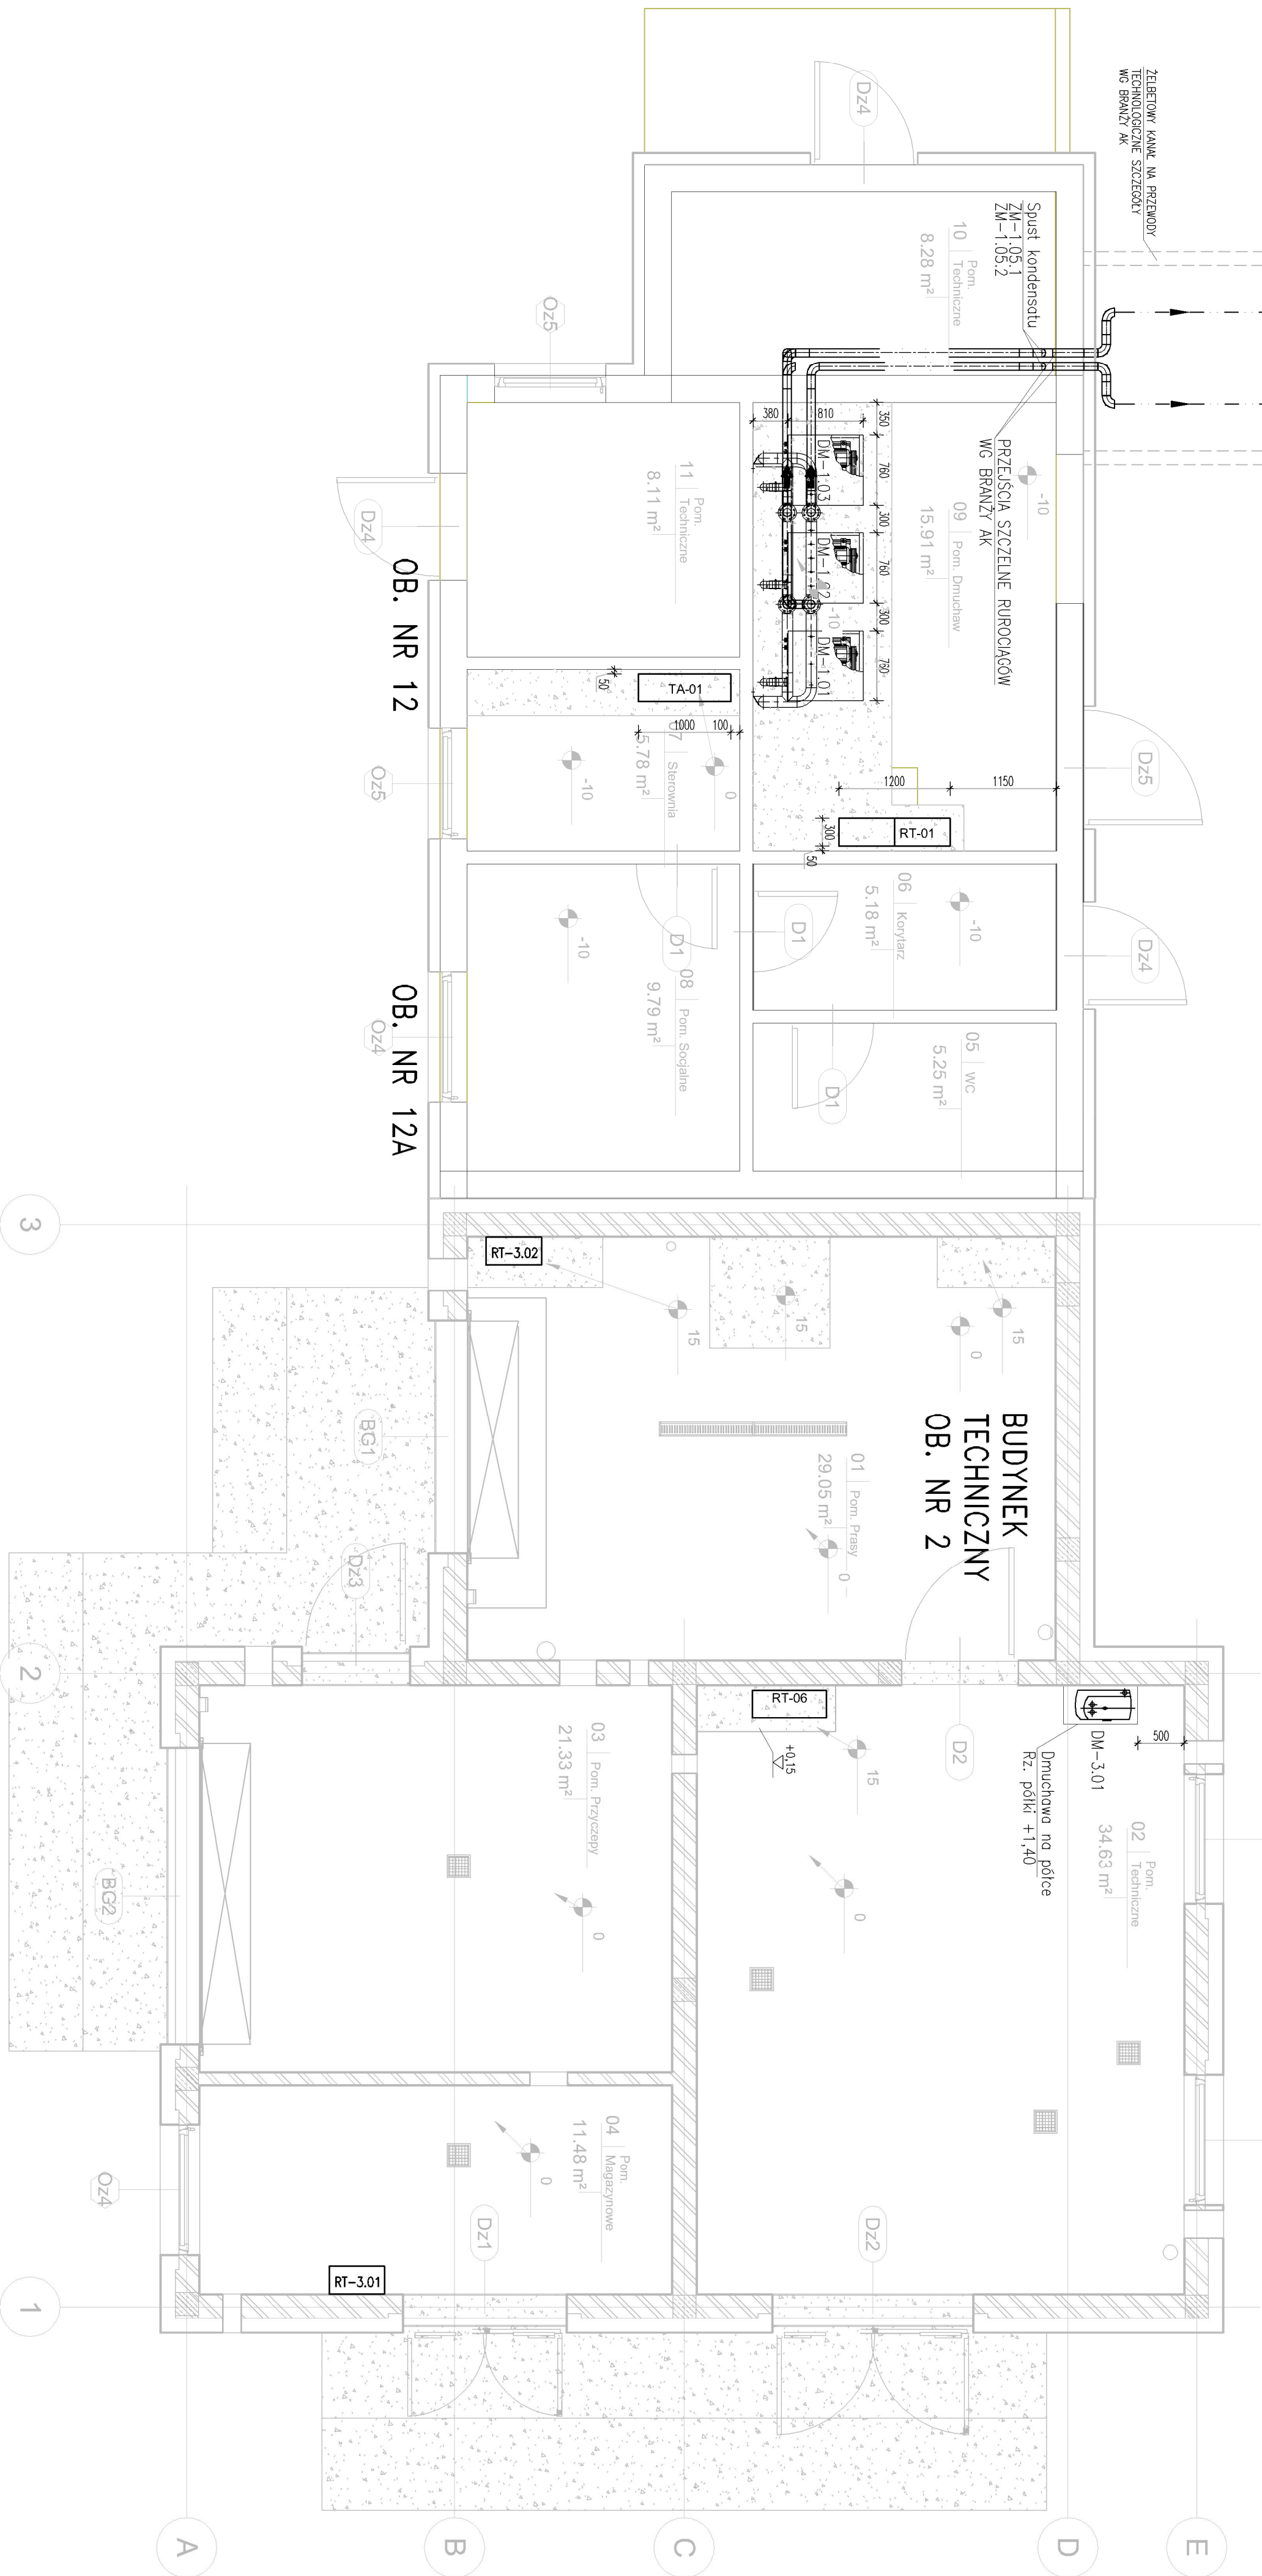 ŻELBETOWY KANAŁ NA PRZEWODY
TECHNOLOGICZNE SZCZEGÓŁY
WG BRANŻY AK
Dz4
Spust kondensatu
ZM-1.05.1
ZM-1.05.2
10
Pom.
Techniczne
8.28 m²
Oz5
PRZEJŚCIA SZCZELNE RUROCIĄGÓW
WG BRANŻY AK
-10
09
Pom. Dmuchaw
15.91 m²
350
760
300
760
300
760
380
810
DM-1.03
DM-1.02
DM-1.01
-10
11
Pom.
Techniczne
8.11 m²
Dz4
OB. NR 12
TA-01
50
1000
100
07
Sterownia
5.78 m²
0
-10
Oz5
1200
1150
RT-01
300
50
Dz5
06
Korytarz
5.18 m²
-10
D1
D1
D1
Dz4
08
Pom. Socjalne
9.79 m²
-10
05
WC
5.25 m²
Oz4
OB. NR 12A
3
RT-3.02
15
15
15
0
BUDYNEK
TECHNICZNY
OB. NR 2
01
Pom. Prasy
29.05 m²
0
BG1
Dz3
2
D2
RT-06
+0,15
15
DM-3.01
500
Dmuchawa na półce
Rz. półki +1,40
02
Pom.
Techniczne
34.63 m²
0
03
Pom. Przyczepy
21.33 m²
0
BG2
04
Pom.
Magazynowe
11.48 m²
0
Oz4
Dz1
Dz2
RT-3.01
1
A
B
C
D
E